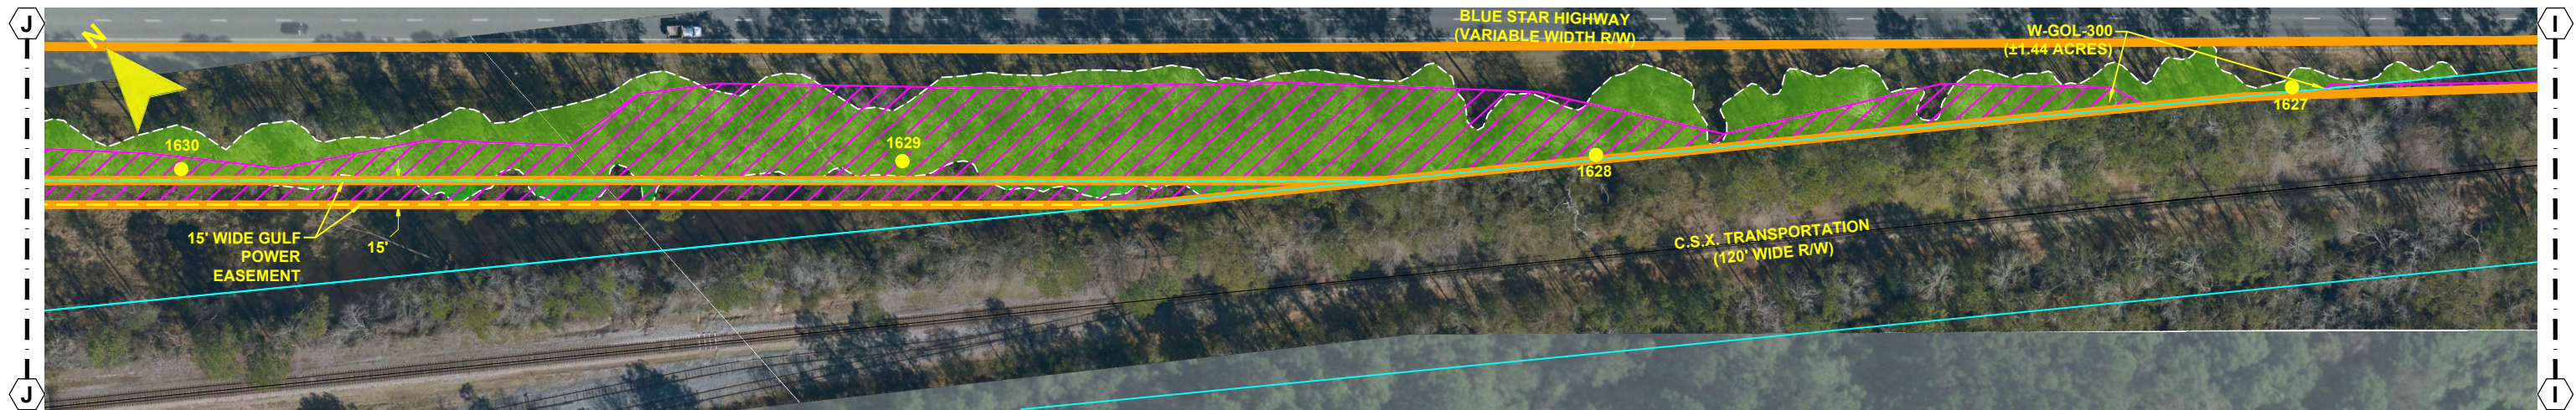 J
I
N
BLUE STAR HIGHWAY
(VARIABLE WIDTH R/W)
W-GOL-300
(±1.44 ACRES)
1630
1629
1628
1627
15' WIDE GULF
POWER
EASEMENT
15'
C.S.X. TRANSPORTATION
(120' WIDE R/W)
J
I